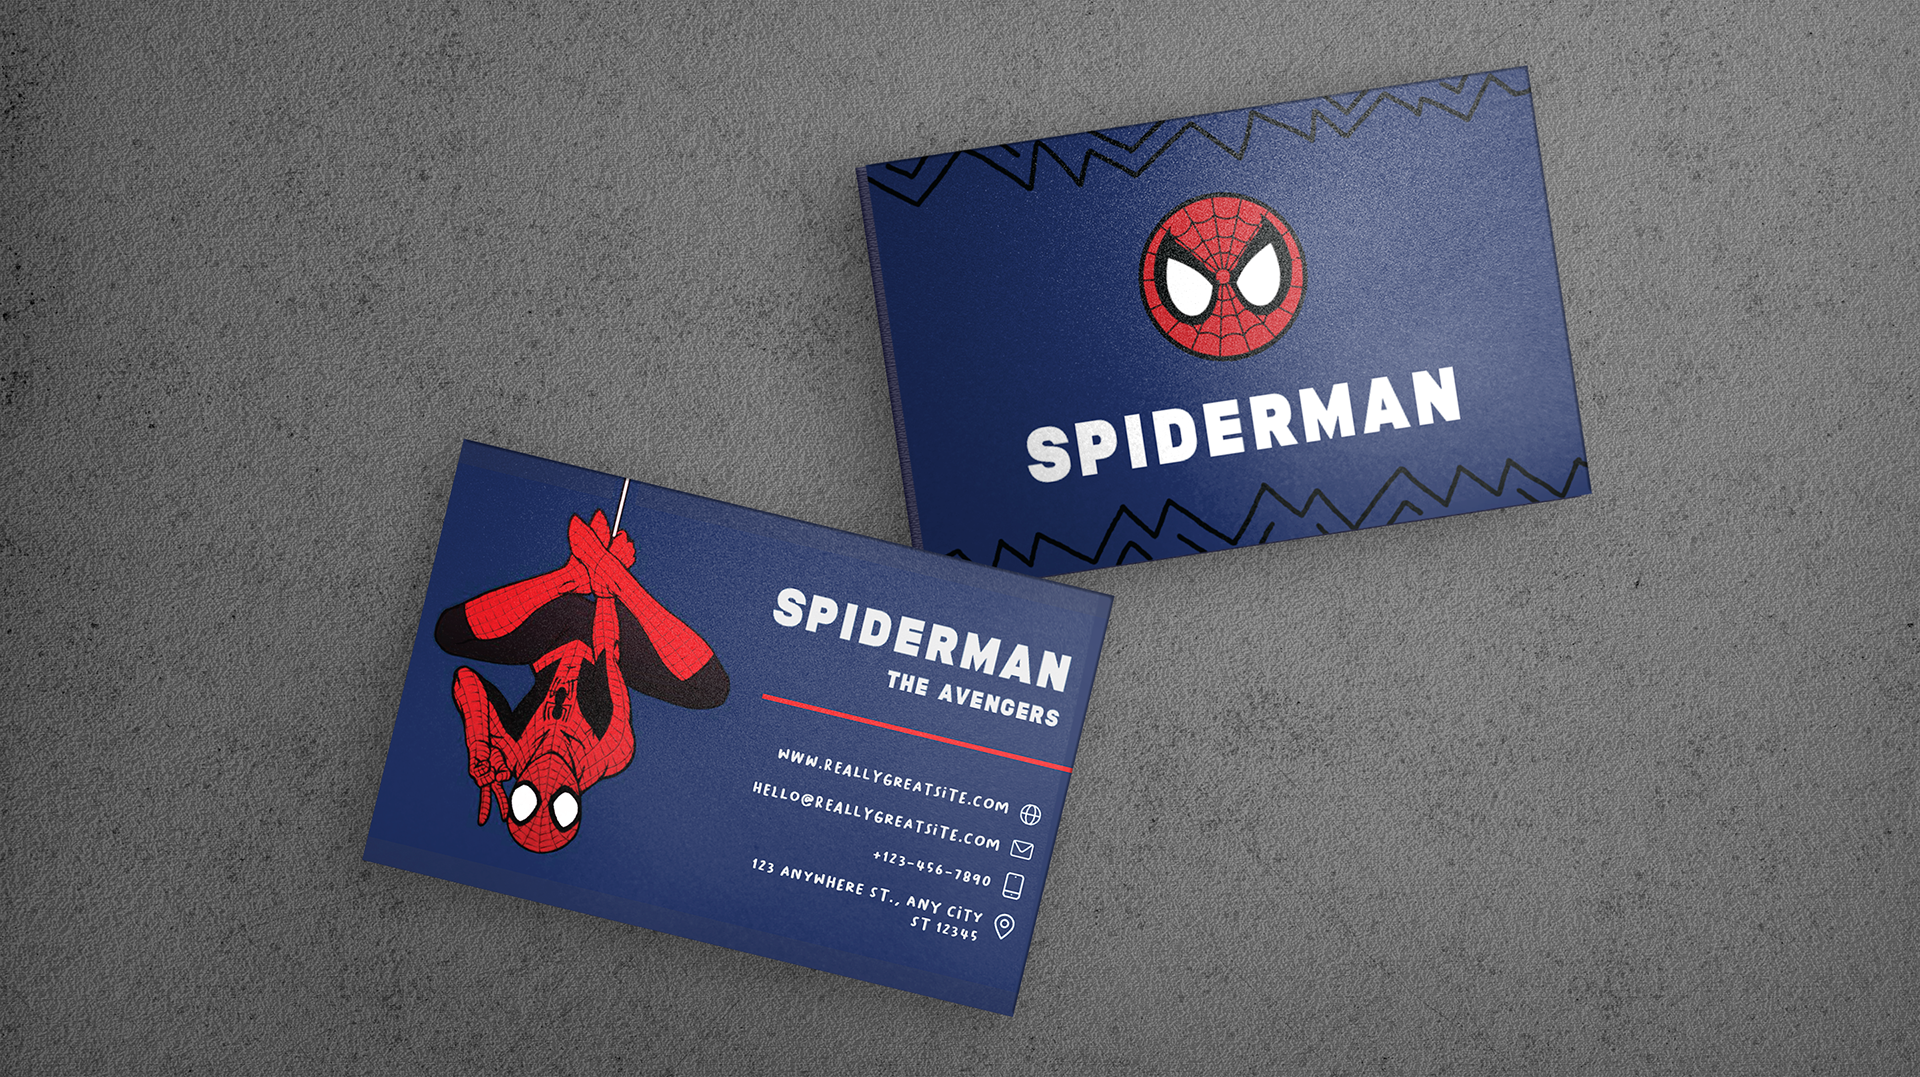 SPIDERMAN
SPIDERMAN
THE AVENGERS
WWW.REALLYGREATSiTE.COM
HELLO@REALLYGREATSiTE.COM
+123-456-7890
123 ANYWHERE ST., ANY CiTY
ST 12345